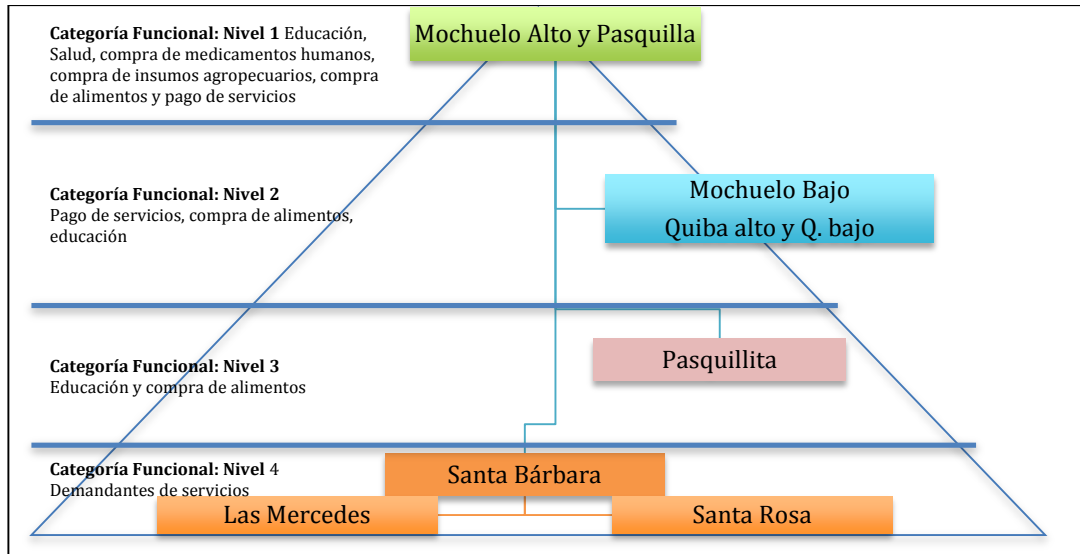 Categoría Funcional: Nivel 1 Educación,
Salud, compra de medicamentos humanos,
compra de insumos agropecuarios, compra
de alimentos y pago de servicios
Mochuelo Alto y Pasquilla
Categoría Funcional: Nivel 2
Pago de servicios, compra de alimentos,
educación
Mochuelo Bajo
Quiba alto y Q. bajo
Categoría Funcional: Nivel 3
Educación y compra de alimentos
Pasquillita
Categoría Funcional: Nivel 4
Demandantes de servicios
Santa Bárbara
Las Mercedes
Santa Rosa